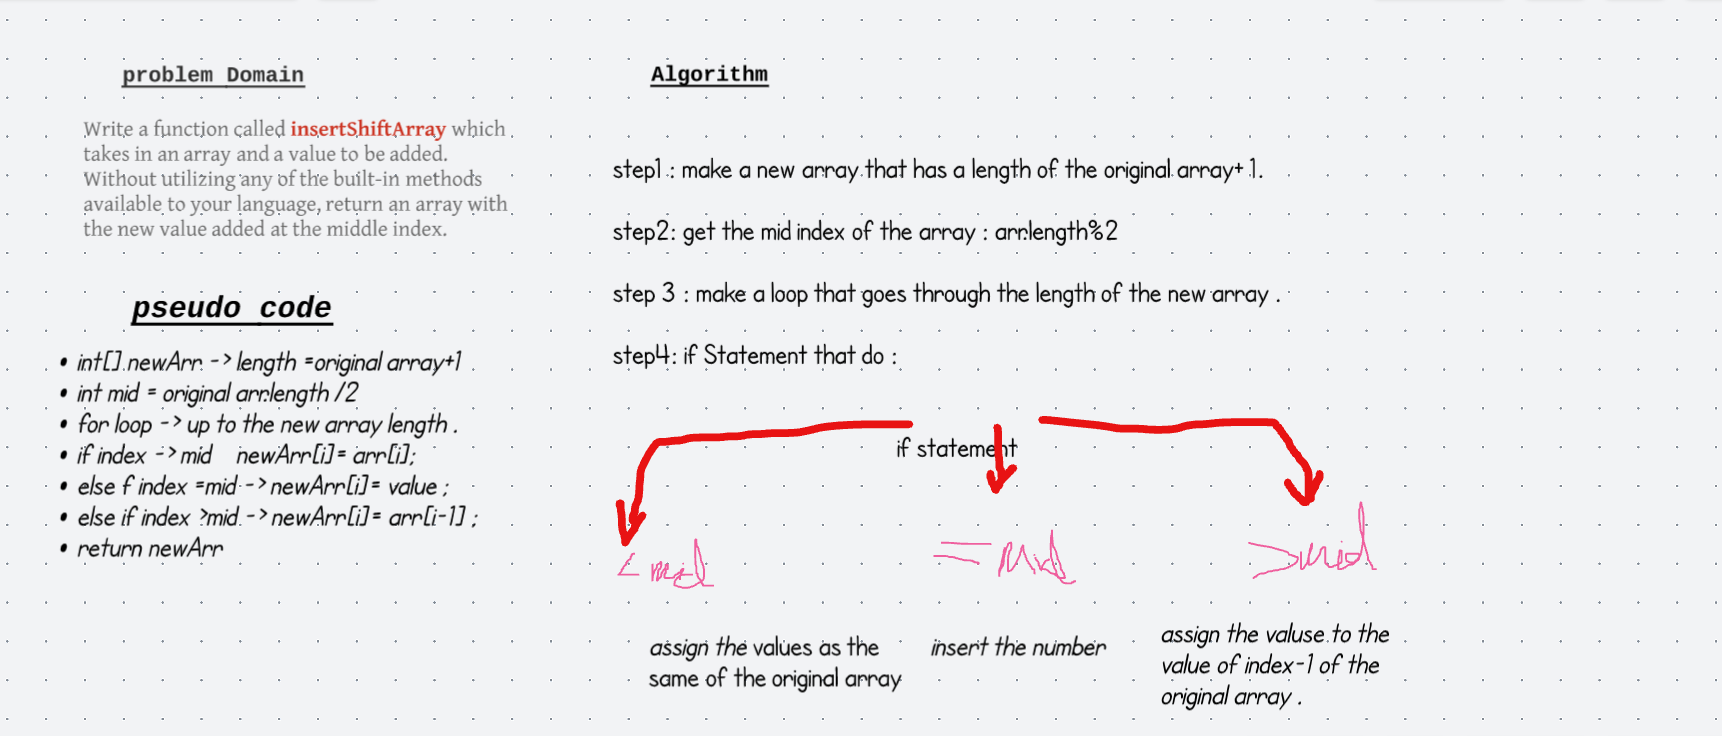 problem Domain
Write a function called insertShiftArray which
takes in an array and a value to be added.
Without utilizing any of the built-in methods
available to your language, return an array with
the new value added at the middle index.
pseudo code
• int[] newArr -> length =original array+1
• int mid = original arr.length /2
• for loop -> up to the new array length .
• if index -> mid newArr[i]= arr[i];
• else f index =mid -> newArr[i]= value ;
• else if index >mid -> newArr[i]= arr[i-1] ;
• return newArr
Algorithm
step1 : make a new array that has a length of the original array+ 1.
step2: get the mid index of the array : arr.length%2
step 3 : make a loop that goes through the length of the new array .
step4: if Statement that do :
if statement
< mid
= Mid
>mid
assign the values as the
same of the original array
insert the number
assign the valuse to the
value of index-1 of the
original array .